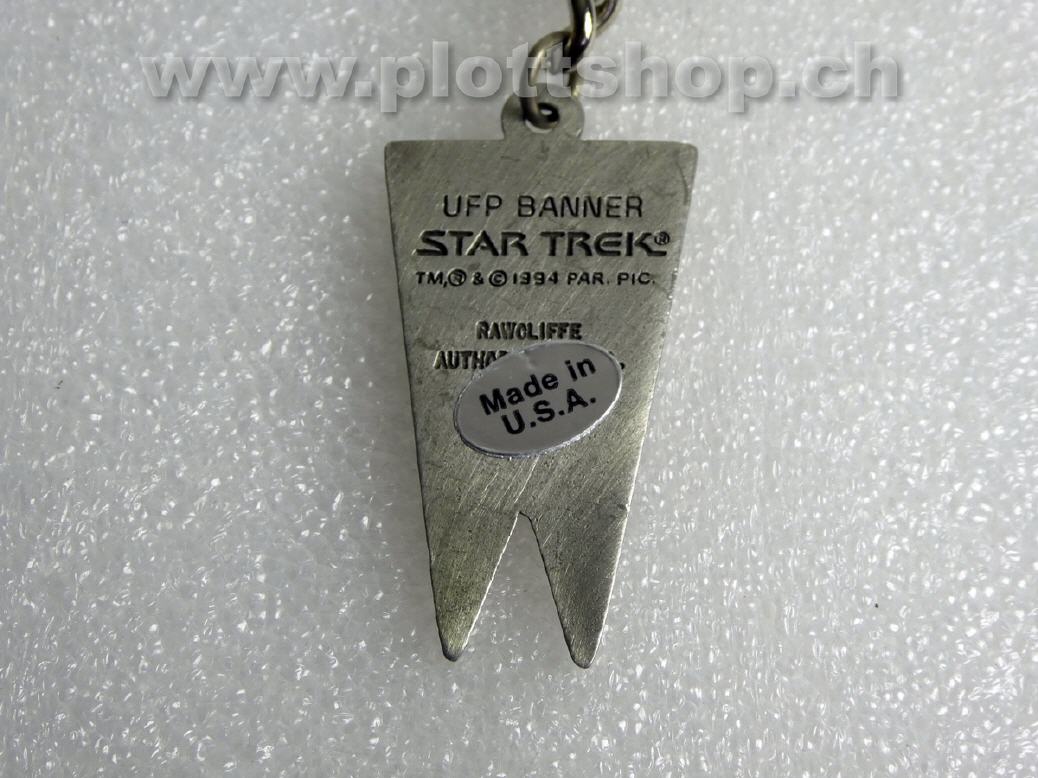 www.plottshop.ch
UFP BANNER
STAR TREK®
TM,® & © 1994 PAR. PIC.
RAWCLIFFE
Made in
U.S.A.